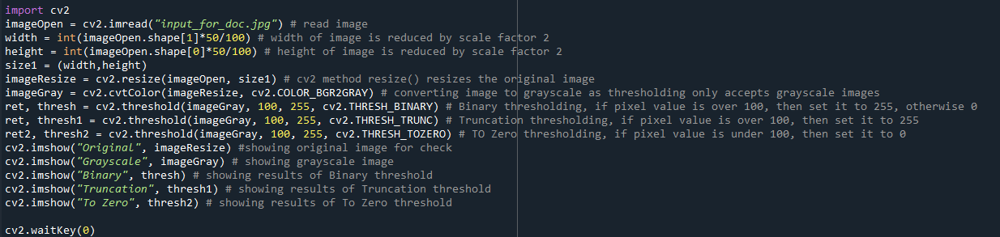 import cv2
imageOpen = cv2.imread("input_for_doc.jpg") # read image
width = int(imageOpen.shape[1]*50/100) # width of image is reduced by scale factor 2
height = int(imageOpen.shape[0]*50/100) # height of image is reduced by scale factor 2
size1 = (width,height)
imageResize = cv2.resize(imageOpen, size1) # cv2 method resize() resizes the original image
imageGray = cv2.cvtColor(imageResize, cv2.COLOR_BGR2GRAY) # converting image to grayscale as thresholding only accepts grayscale images
ret, thresh = cv2.threshold(imageGray, 100, 255, cv2.THRESH_BINARY) # Binary thresholding, if pixel value is over 100, then set it to 255, otherwise 0
ret, thresh1 = cv2.threshold(imageGray, 100, 255, cv2.THRESH_TRUNC) # Truncation thresholding, if pixel value is over 100, then set it to 255
ret2, thresh2 = cv2.threshold(imageGray, 100, 255, cv2.THRESH_TOZERO) # TO Zero thresholding, if pixel value is under 100, then set it to 0
cv2.imshow("Original", imageResize) #showing original image for check
cv2.imshow("Grayscale", imageGray) # showing grayscale image
cv2.imshow("Binary", thresh) # showing results of Binary threshold
cv2.imshow("Truncation", thresh1) # showing results of Truncation threshold
cv2.imshow("To Zero", thresh2) # showing results of To Zero threshold
cv2.waitKey(0)